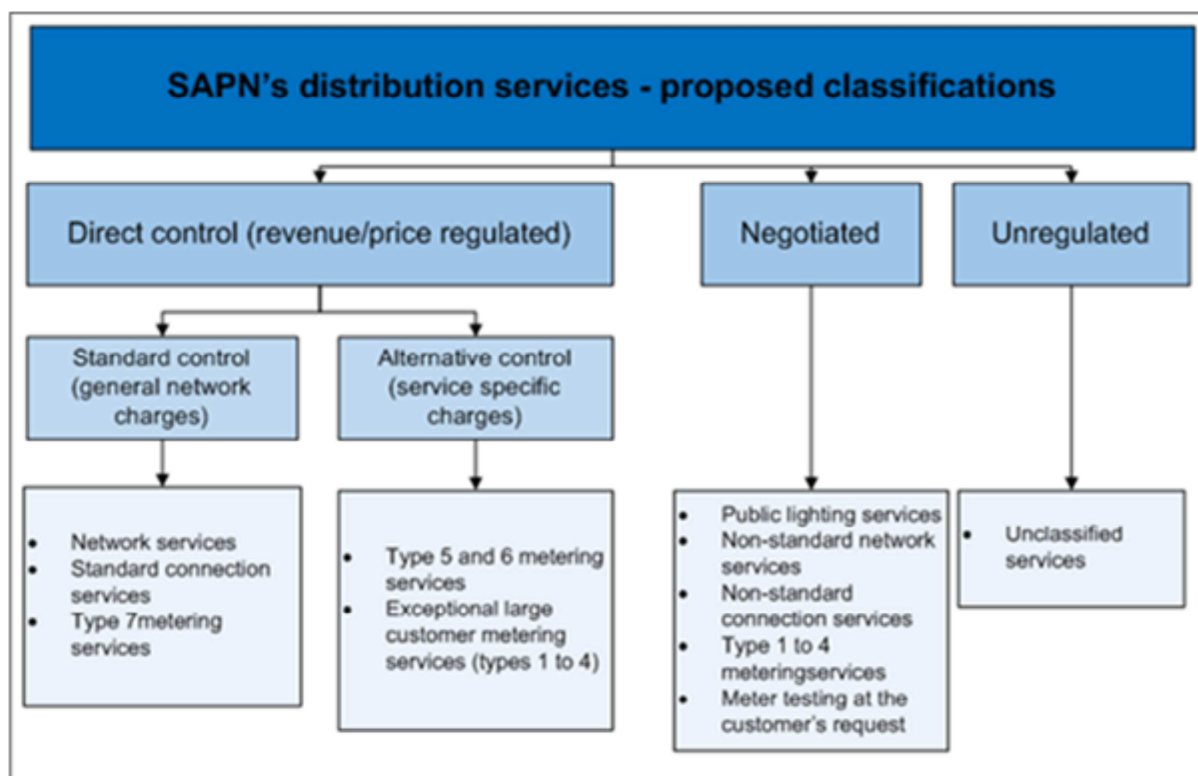 SAPN's distribution services - proposed classifications
Direct control (revenue/price regulated)
Negotiated
Unregulated
Standard control
(general network
charges)
Alternative control
(service specific
charges)
• Network services
• Standard connection
services
• Type 7metering
services
• Type 5 and 6 metering
services
• Exceptional large
customer metering
services (types 1 to 4)
• Public lighting services
• Non-standard network
services
• Non-standard
connection services
• Type 1 to 4
meteringservices
• Meter testing at the
customer's request
• Unclassified
services